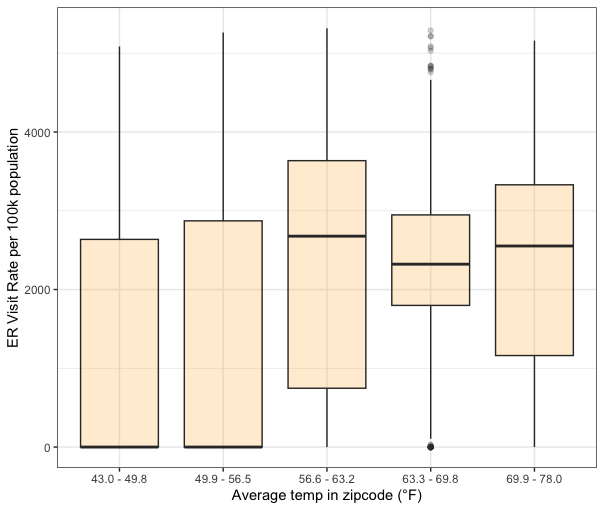 ER Visit Rate per 100k population
4000
2000
0
43.0 - 49.8
49.9 - 56.5
56.6 - 63.2
63.3 - 69.8
69.9 - 78.0
Average temp in zipcode (°F)